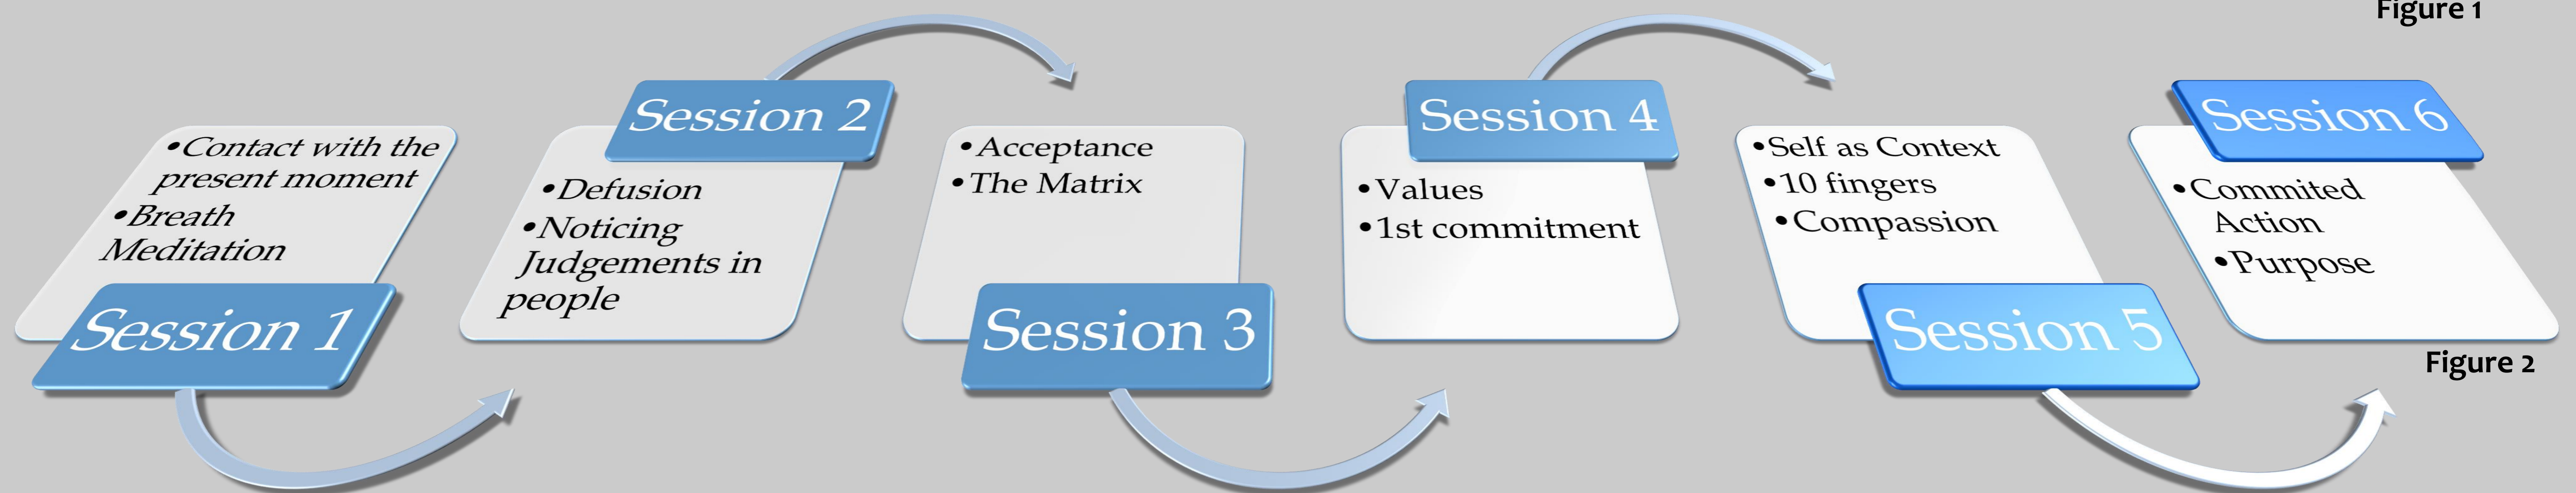 Figure 1
•Contact with the
present moment
•Breath
Meditation
Session 1
Session 2
•Defusion
•Noticing
Judgements in
people
•Acceptance
•The Matrix
Session 3
Session 4
•Values
•1st commitment
•Self as Context
•10 fingers
•Compassion
Session 5
Session 6
•Commited
Action
•Purpose
Figure 2